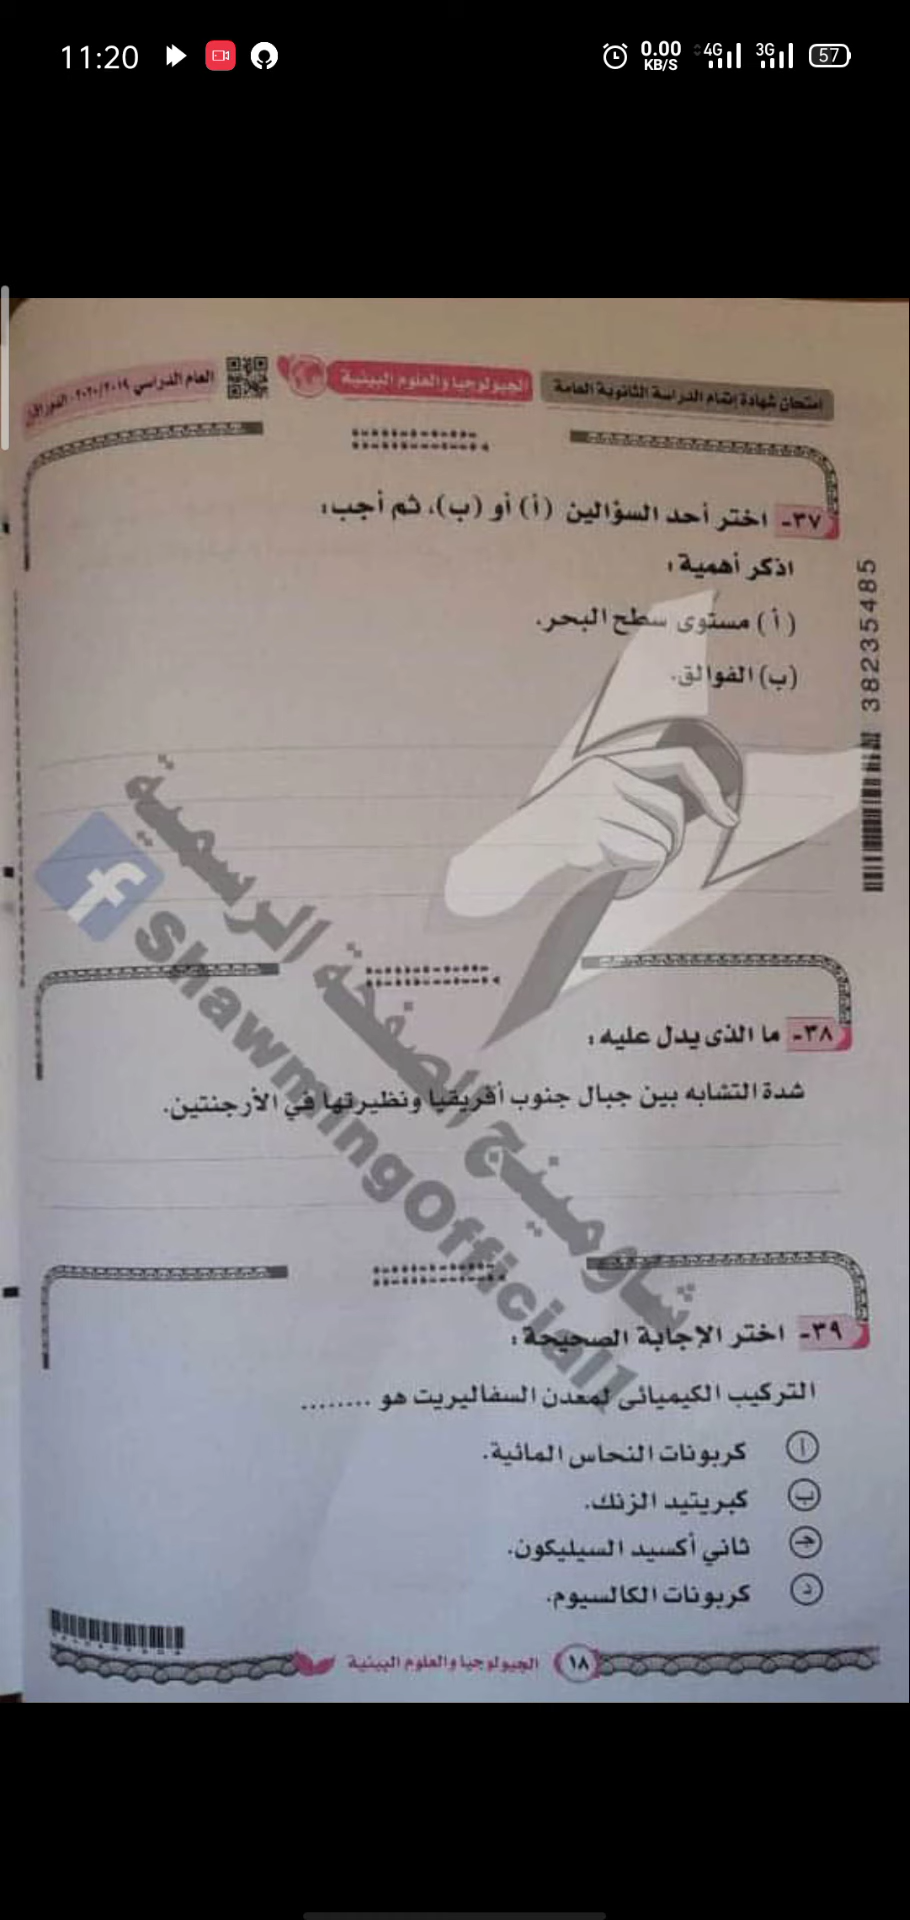 11:20
0.00
KB/S
4G
3G
57
امتحان شهادة إتمام الدراسة الثانوية العامة
الجيولوجيا والعلوم البيئية
العام الدراسي ٢٠٢٠/٢٠١٩ - الدور الأول
٣٧- اختر أحد السؤالين (أ) أو (ب)، ثم أجب:
اذكر أهمية:
(أ) مستوى سطح البحر.
(ب) الفوالق.
38235485
الصفحة الرسمية
f ShawmingOfficial1
شاومينج
٣٨- ما الذى يدل عليه:
شدة التشابه بين جبال جنوب أفريقيا ونظيرتها في الأرجنتين.
٣٩- اختر الإجابة الصحيحة:
التركيب الكيميائى لمعدن السفاليريت هو ........
أ كربونات النحاس المائية.
ب كبريتيد الزنك.
ج ثاني أكسيد السيليكون.
د كربونات الكالسيوم.
١٨ الجيولوجيا والعلوم البيئية